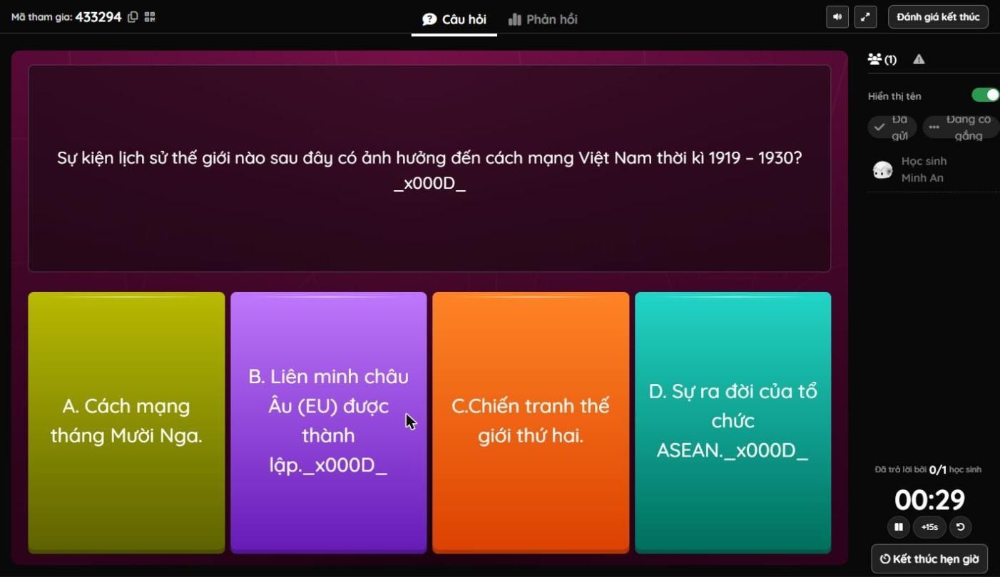 Mã tham gia: 433294
Câu hỏi
Phản hồi
Đánh giá kết thúc
Sự kiện lịch sử thế giới nào sau đây có ảnh hưởng đến cách mạng Việt Nam thời kì 1919 – 1930?
_x000D_
A. Cách mạng
tháng Mười Nga.
B. Liên minh châu
Âu (EU) được
thành
lập._x000D_
C.Chiến tranh thế
giới thứ hai.
D. Sự ra đời của tổ
chức
ASEAN._x000D_
(1)
Hiển thị tên
Đã
gửi
Đang cố
gắng
Học sinh
Minh An
Đã trả lời bởi 0/1 học sinh
00:29
+15s
Kết thúc hẹn giờ